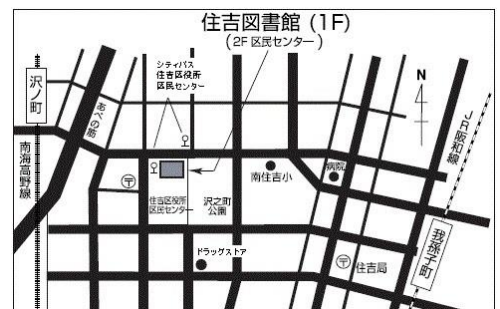 住吉図書館 (1F)
(2F 区民センター)
シティバス
住吉区役所
区民センター
沢ノ町
あべの筋
N
JR阪和線
南海高野線
〒
南住吉小
病院
住吉区役所
区民センター
沢之町
公園
我孫子町
ドラッグストア
〒
住吉局